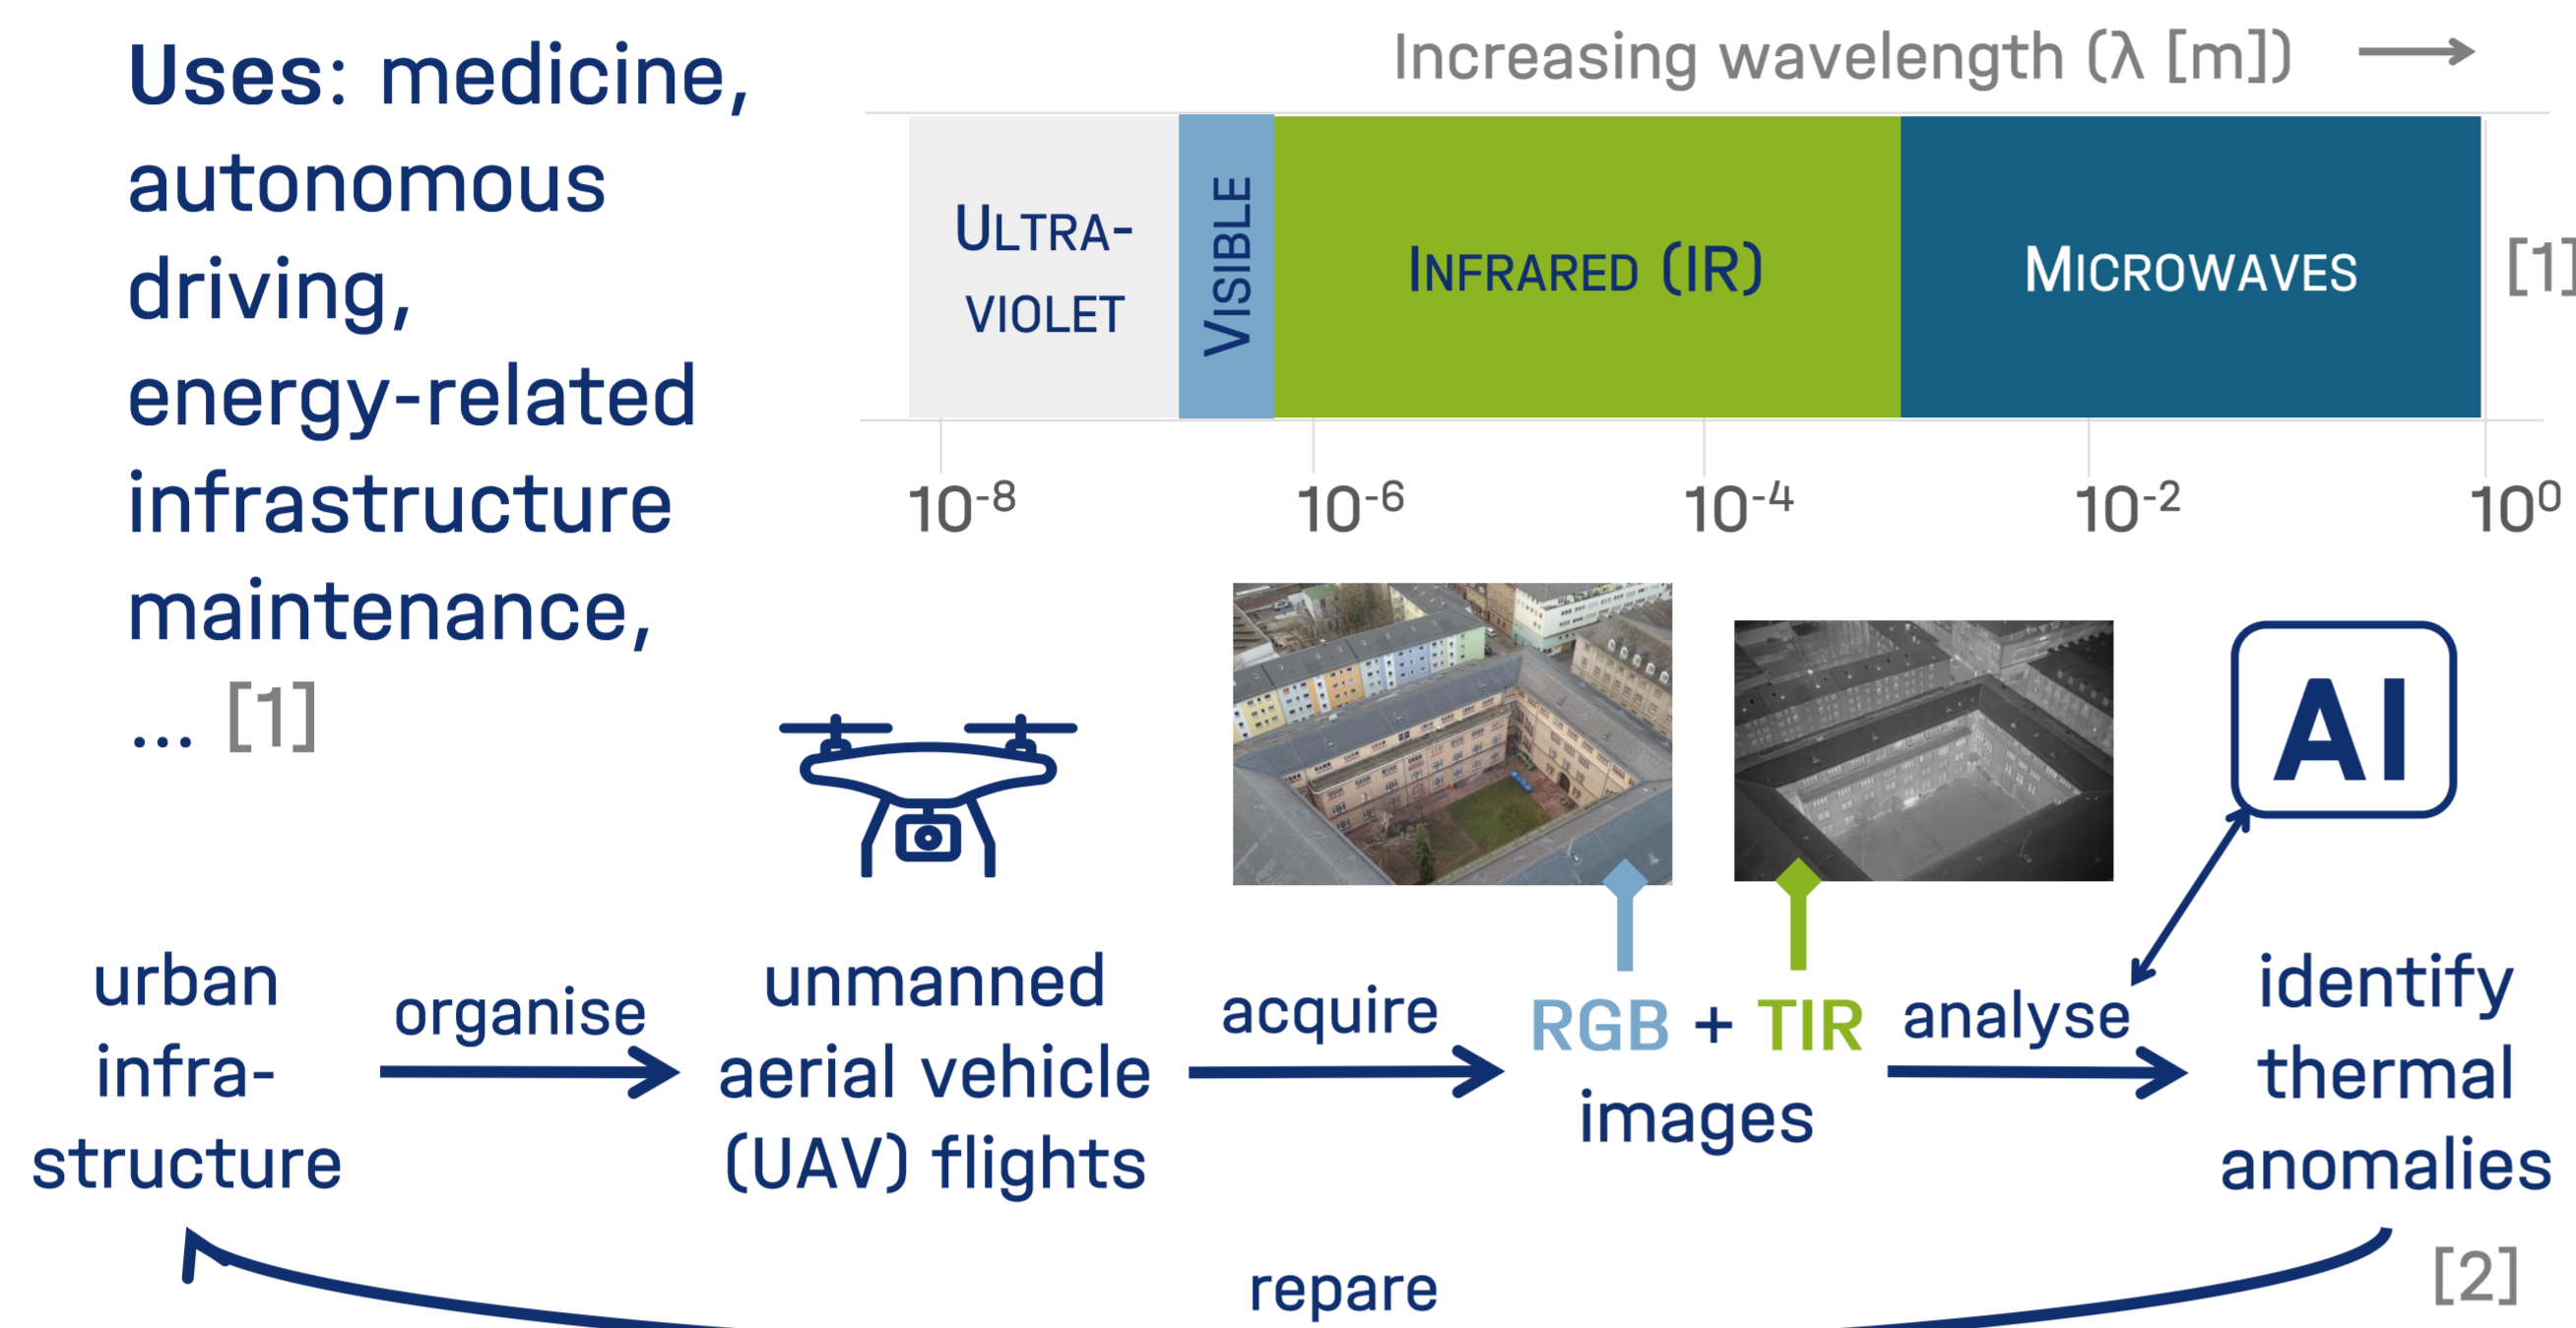 Uses: medicine,
autonomous
driving,
energy-related
infrastructure
maintenance,
... [1]
Increasing wavelength (λ [m])
ULTRA-
VIOLET
VISIBLE
INFRARED (IR)
MICROWAVES
[1]
10⁻⁸ 10⁻⁶ 10⁻⁴ 10⁻² 10⁰
AI
urban
infra-
structure
organise
unmanned
aerial vehicle
(UAV) flights
acquire
RGB + TIR
images
analyse
identify
thermal
anomalies
[2]
repare